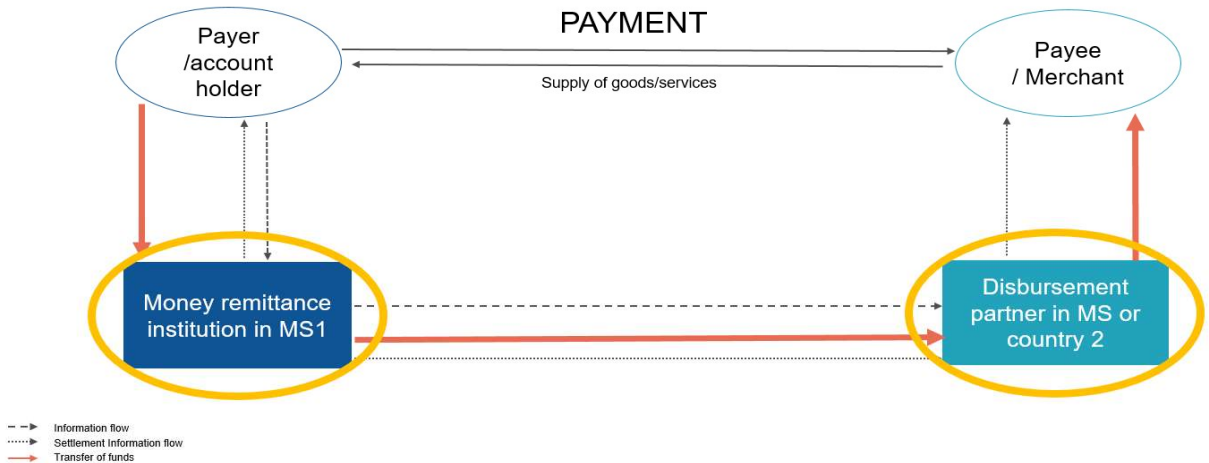 PAYMENT
Payer
/account
holder
Payee
/ Merchant
Supply of goods/services
Money remittance
institution in MS1
Disbursement
partner in MS or
country 2
Information flow
Settlement Information flow
Transfer of funds